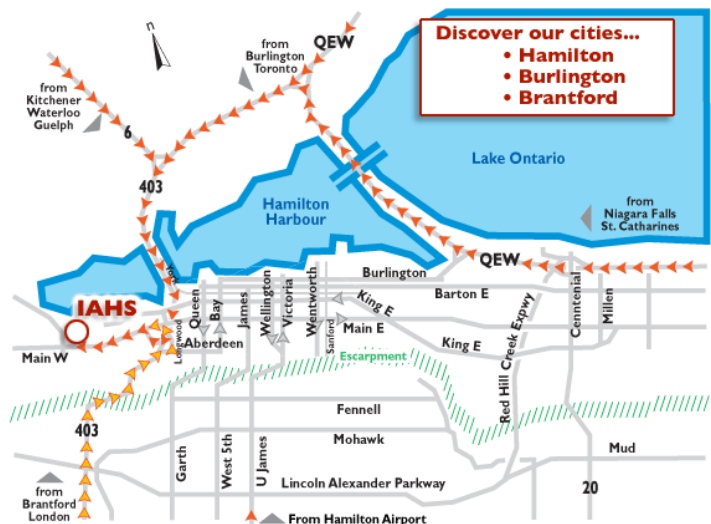 Discover our cities...
• Hamilton
• Burlington
• Brantford
n
from
Burlington
Toronto
QEW
from
Kitchener
Waterloo
Guelph
6
403
Lake Ontario
Hamilton
Harbour
from
Niagara Falls
St. Catharines
QEW
York
IAHS
Main W
Longwood
Queen
Bay
James
Wellington
Victoria
Wentworth
Sanford
Aberdeen
Burlington
Barton E
King E
Main E
King E
Red Hill Creek Expwy
Cenntenial
Millen
Escarpment
403
Fennell
Mohawk
Mud
Garth
West 5th
U James
Lincoln Alexander Parkway
20
from
Brantford
London
From Hamilton Airport